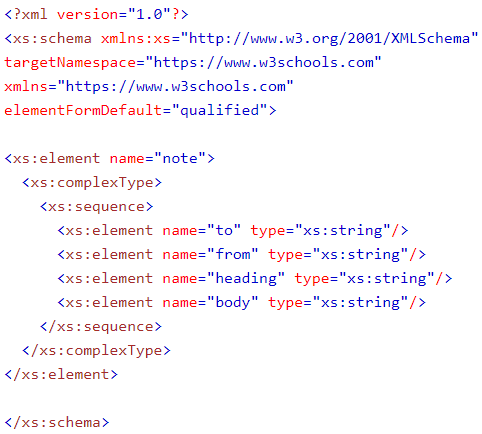 <?xml version="1.0"?>
<xs:schema xmlns:xs="http://www.w3.org/2001/XMLSchema"
targetNamespace="https://www.w3schools.com"
xmlns="https://www.w3schools.com"
elementFormDefault="qualified">

<xs:element name="note">
  <xs:complexType>
    <xs:sequence>
      <xs:element name="to" type="xs:string"/>
      <xs:element name="from" type="xs:string"/>
      <xs:element name="heading" type="xs:string"/>
      <xs:element name="body" type="xs:string"/>
    </xs:sequence>
  </xs:complexType>
</xs:element>

</xs:schema>